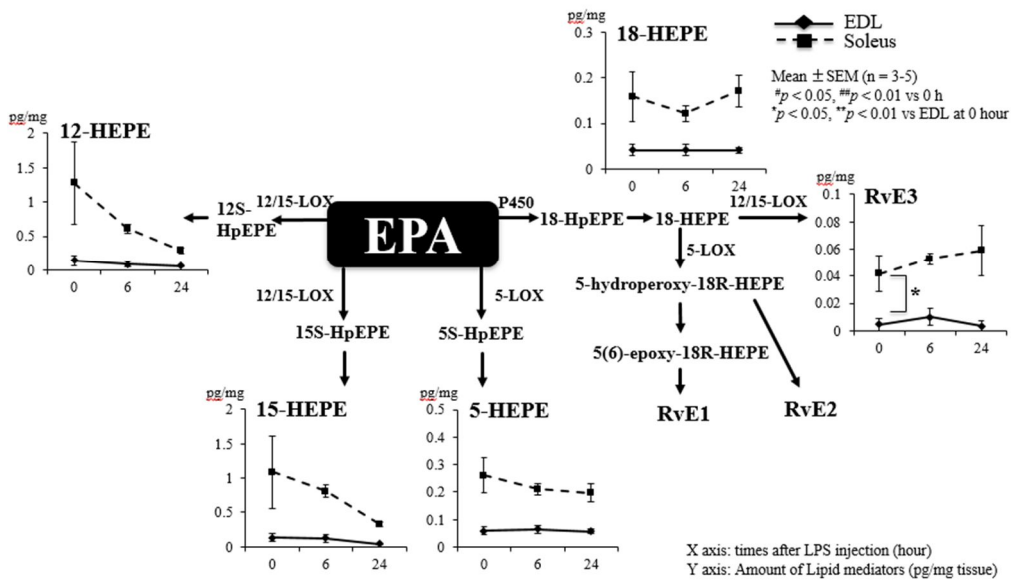 pg/mg
18-HEPE
0.3
0.2
0.1
0
0 6 24
EDL
Soleus
Mean ±SEM (n = 3-5)
#p < 0.05, ##p < 0.01 vs 0 h
*p < 0.05, **p < 0.01 vs EDL at 0 hour
pg/mg
12-HEPE
2
1.5
1
0.5
0
0 6 24
12S-
HpEPE
12/15-LOX
EPA
P450
18-HpEPE
18-HEPE
12/15-LOX
pg/mg
RvE3
0.1
0.08
0.06
0.04
0.02
0
*
0 6 24
5-LOX
5-hydroperoxy-18R-HEPE
5(6)-epoxy-18R-HEPE
RvE1
RvE2
12/15-LOX
15S-HpEPE
5-LOX
5S-HpEPE
pg/mg
15-HEPE
2
1.5
1
0.5
0
0 6 24
pg/mg
5-HEPE
0.5
0.4
0.3
0.2
0.1
0
0 6 24
X axis: times after LPS injection (hour)
Y axis: Amount of Lipid mediators (pg/mg tissue)